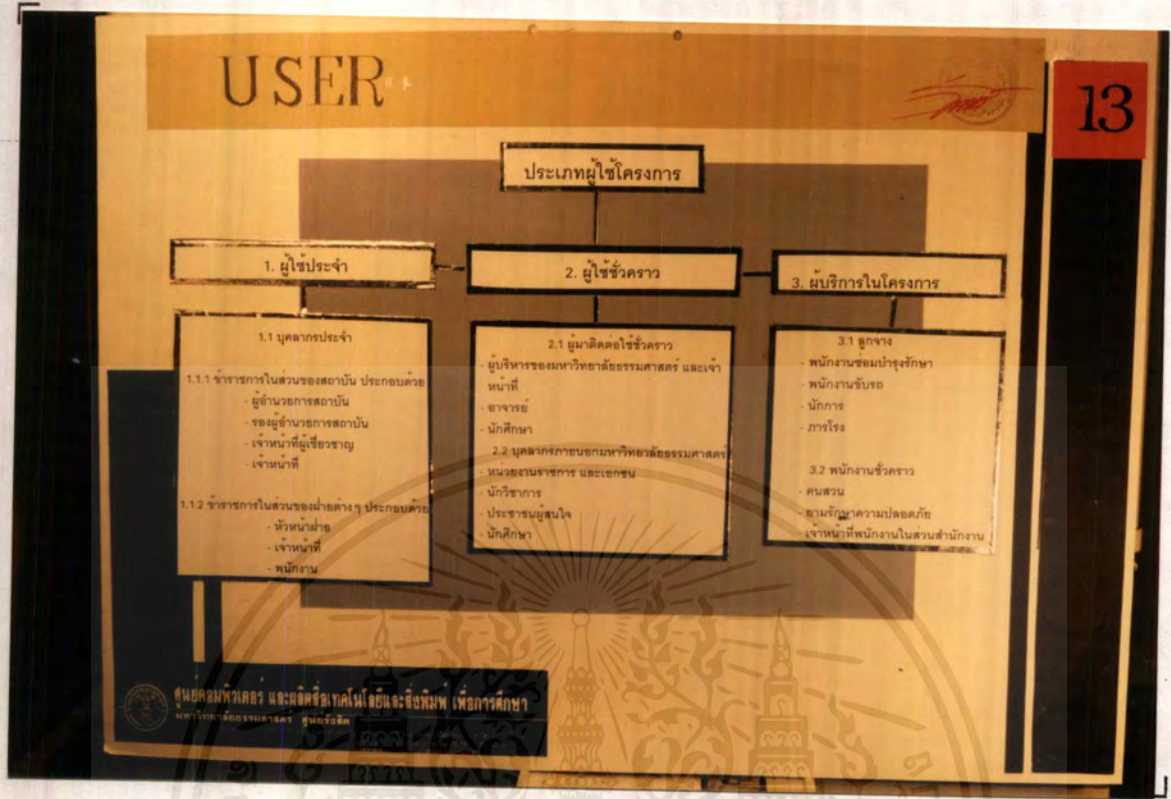 USER
13
ประเภทผู้ใช้โครงการ
1. ผู้ใช้ประจำ
2. ผู้ใช้ชั่วคราว
3. ผู้บริการในโครงการ
1.1 บุคลากรประจำ
1.1.1 ข้าราชการในส่วนของสถาบัน ประกอบด้วย
- ผู้อำนวยการสถาบัน
- รองผู้อำนวยการสถาบัน
- เจ้าหน้าที่ผู้เชี่ยวชาญ
- เจ้าหน้าที่
1.1.2 ข้าราชการในส่วนของฝ่ายต่าง ๆ ประกอบด้วย
- หัวหน้าฝ่าย
- เจ้าหน้าที่
- พนักงาน
2.1 ผู้มาติดต่อใช้ชั่วคราว
- ผู้บริหารของมหาวิทยาลัยธรรมศาสตร์ และเจ้า
หน้าที่
- อาจารย์
- นักศึกษา
2.2 บุคลากรภายนอกมหาวิทยาลัยธรรมศาสตร์
- หน่วยงานราชการ และเอกชน
- นักวิชาการ
- ประชาชนผู้สนใจ
- นักศึกษา
3.1 ลูกจ้าง
- พนักงานซ่อมบำรุงรักษา
- พนักงานขับรถ
- นักการ
- ภารโรง
3.2 พนักงานชั่วคราว
- คนสวน
- ยามรักษาความปลอดภัย
- เจ้าหน้าที่พนักงานในส่วนสำนักงาน
ศูนย์คอมพิวเตอร์ และผลิตสื่อเทคโนโลยีและสิ่งพิมพ์ เพื่อการศึกษา
มหาวิทยาลัยธรรมศาสตร์ ศูนย์รังสิต